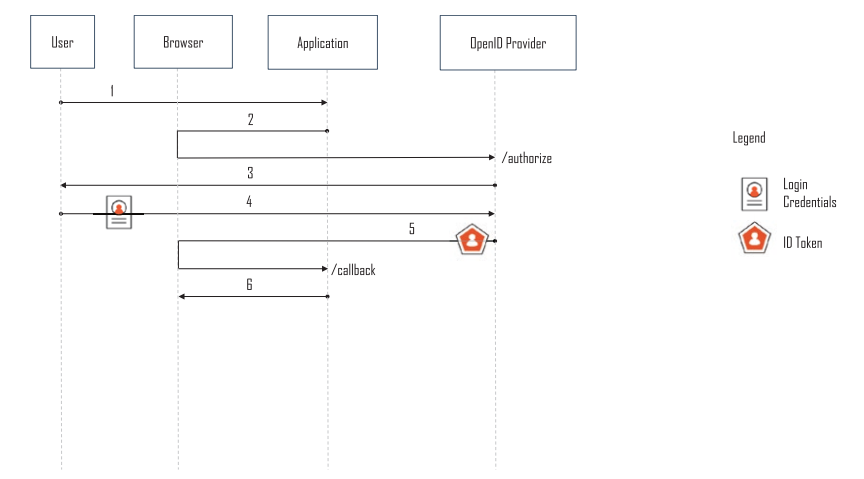 User
Browser
Application
OpenID Provider
1
2
/authorize
3
4
5
/callback
6
Legend
Login
Credentials
ID Token